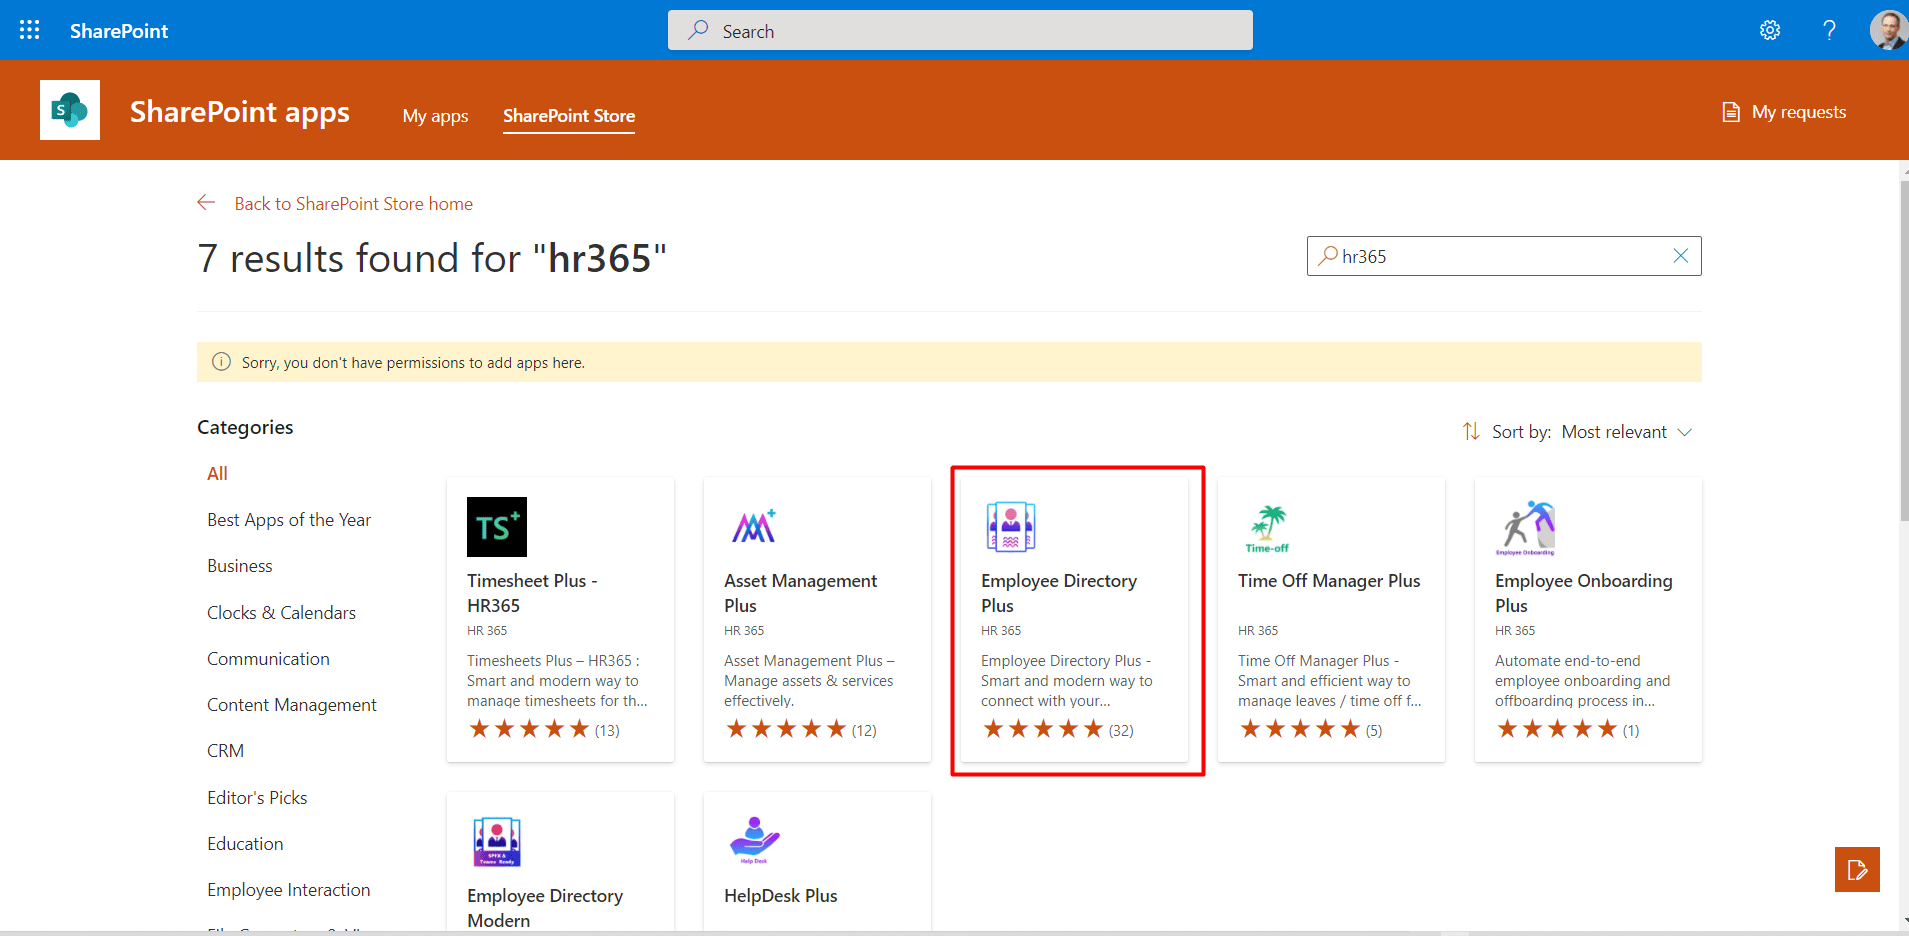 SharePoint
Search
SharePoint apps
My apps
SharePoint Store
My requests
Back to SharePoint Store home
7 results found for "hr365"
hr365
Sorry, you don't have permissions to add apps here.
Categories
Sort by: Most relevant
All
Best Apps of the Year
Business
Clocks & Calendars
Communication
Content Management
CRM
Editor's Picks
Education
Employee Interaction
TS+
Timesheet Plus -
HR365
HR 365
Timesheets Plus – HR365 :
Smart and modern way to
manage timesheets for th...
(13)
Asset Management
Plus
HR 365
Asset Management Plus –
Manage assets & services
effectively.
(12)
Employee Directory
Plus
HR 365
Employee Directory Plus -
Smart and modern way to
connect with your...
(32)
Time-off
Time Off Manager Plus
HR 365
Time Off Manager Plus -
Smart and efficient way to
manage leaves / time off f...
(5)
Employee Onboarding
Employee Onboarding
Plus
HR 365
Automate end-to-end
employee onboarding and
offboarding process in...
(1)
SPFX &
Teams Ready
Employee Directory
Modern
Help Desk
HelpDesk Plus